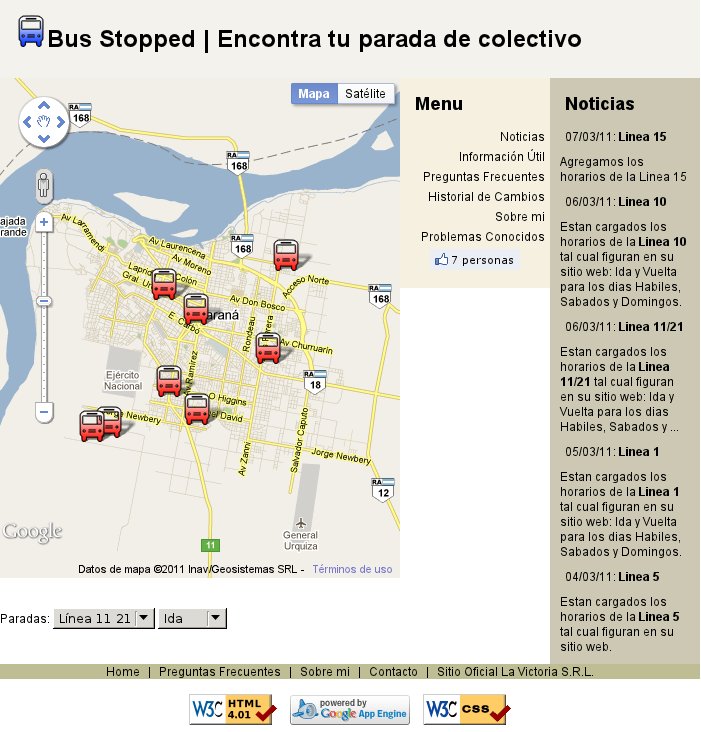 Bus Stopped | Encontra tu parada de colectivo
Mapa
Satélite
RA
168
RA
168
RA
168
RA
168
ajada
rande
Av Larramendi
Av Laurencena
Av Moreno
Colón
Acceso Norte
Av Don Bosco
E. Carbó
araná
Rondeau
Av Churruarín
Av Ramirez
Ejército
Nacional
RA
18
O Higgins
Newbery
el David
Av Zanni
Salvador Caputo
Jorge Newbery
RA
12
General
Urquiza
Google
11
Datos de mapa ©2011 Inav/Geosistemas SRL -
Términos de uso
Paradas:
Línea 11 21
Ida
Menu
Noticias
Información Útil
Preguntas Frecuentes
Historial de Cambios
Sobre mi
Problemas Conocidos
7 personas
Noticias
07/03/11: Linea 15
Agregamos los
horarios de la Linea 15
06/03/11: Linea 10
Estan cargados los
horarios de la Linea 10
tal cual figuran en su
sitio web: Ida y Vuelta
para los dias Habiles,
Sabados y Domingos.
06/03/11: Linea 11/21
Estan cargados los
horarios de la Linea
11/21 tal cual figuran
en su sitio web: Ida y
Vuelta para los dias
Habiles, Sabados y ...
05/03/11: Linea 1
Estan cargados los
horarios de la Linea 1
tal cual figuran en su
sitio web: Ida y Vuelta
para los dias Habiles,
Sabados y Domingos.
04/03/11: Linea 5
Estan cargados los
horarios de la Linea 5
tal cual figuran en su
sitio web.
Home | Preguntas Frecuentes | Sobre mi | Contacto | Sitio Oficial La Victoria S.R.L.
W3C HTML
4.01
powered by
Google App Engine
W3C CSS